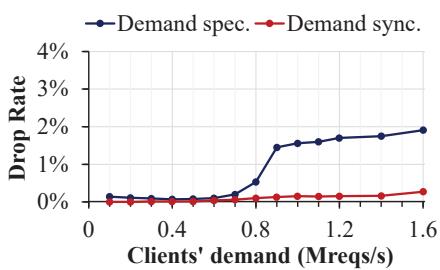 Demand spec. Demand sync.
4%
3%
2%
1%
0%
Drop Rate
0 0.4 0.8 1.2 1.6
Clients' demand (Mreqs/s)